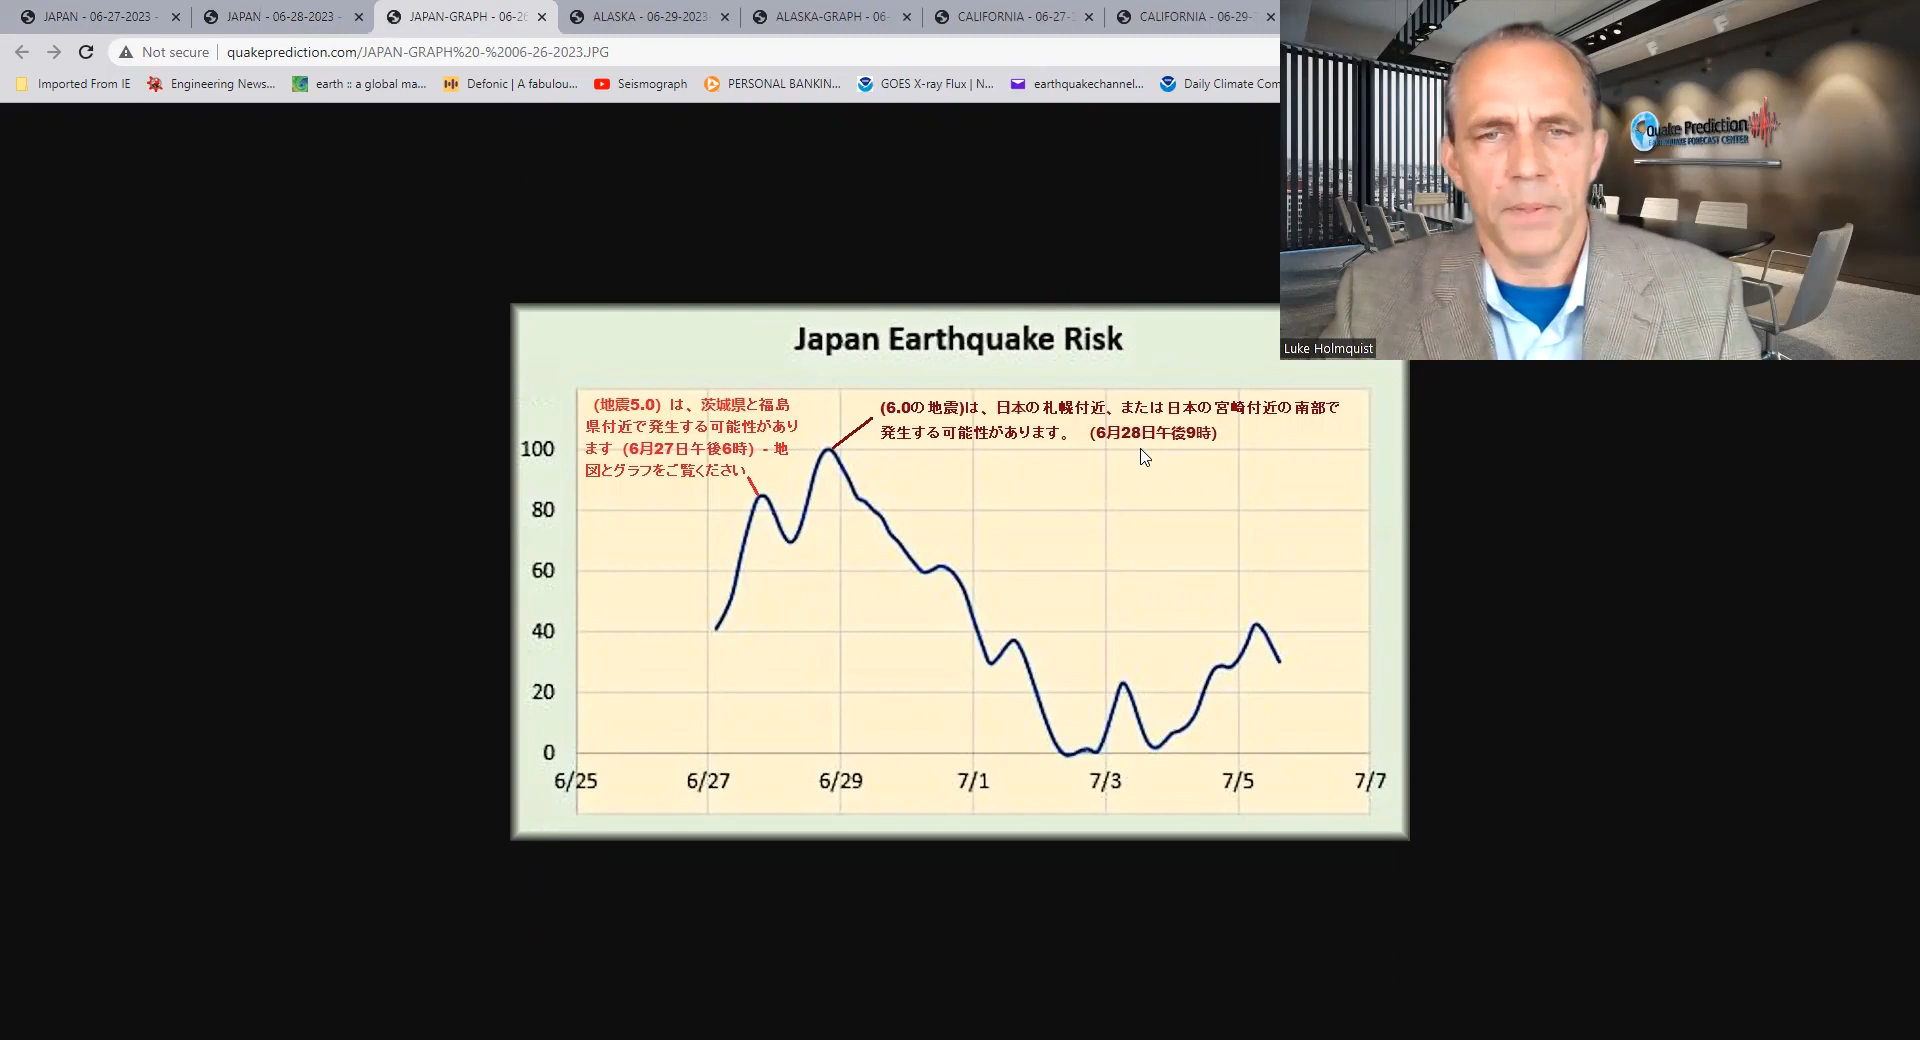 JAPAN - 06-27-2023 -
JAPAN - 06-28-2023 -
JAPAN-GRAPH - 06-26
ALASKA - 06-29-2023
ALASKA-GRAPH - 06-
CALIFORNIA - 06-27-
CALIFORNIA - 06-29-
Not secure
quakeprediction.com/JAPAN-GRAPH%20-%2006-26-2023.JPG
Imported From IE
Engineering News...
earth :: a global ma...
Defonic | A fabulou...
Seismograph
PERSONAL BANKIN...
GOES X-ray Flux | N...
earthquakechannel...
Daily Climate Com
Quake Prediction
EARTHQUAKE FORECAST CENTER
Luke Holmquist
Japan Earthquake Risk
(地震5.0) は、茨城県と福島
県付近で発生する可能性があり
ます (6月27日午後6時) - 地
図とグラフをご覧ください
(6.0の地震)は、日本の札幌付近、または日本の宮崎付近の南部で
発生する可能性があります。 (6月28日午後9時)
100
80
60
40
20
0
6/25
6/27
6/29
7/1
7/3
7/5
7/7